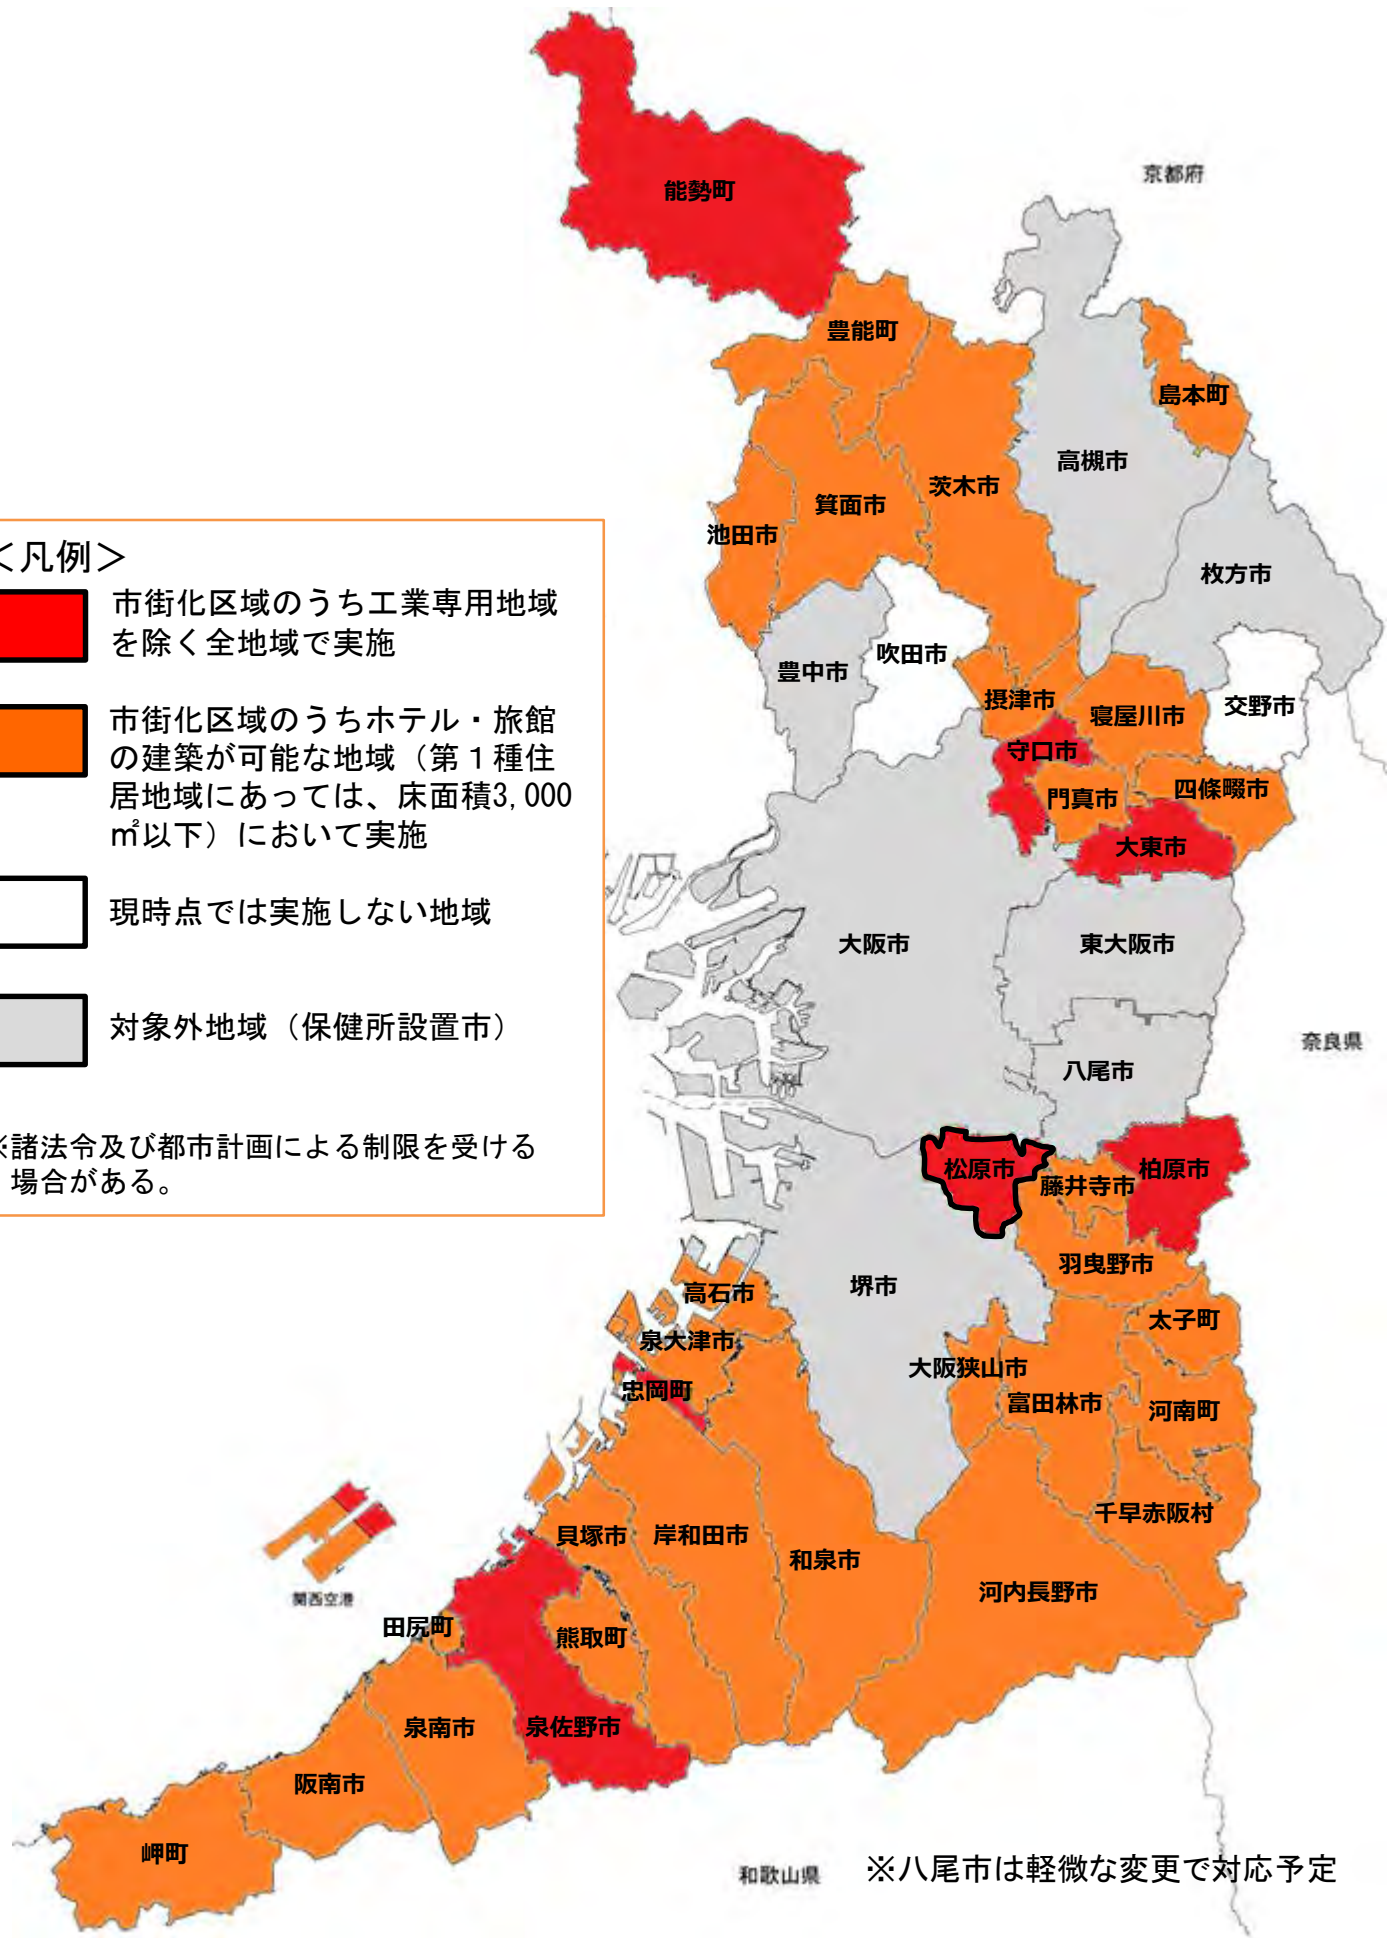 能勢町
京都府
豊能町
島本町
高槻市
茨木市
箕面市
池田市
枚方市
吹田市
豊中市
摂津市
寝屋川市
交野市
守口市
門真市
四條畷市
大東市
大阪市
東大阪市
八尾市
奈良県
松原市
藤井寺市
柏原市
羽曳野市
堺市
高石市
太子町
泉大津市
大阪狭山市
忠岡町
富田林市
河南町
千早赤阪村
貝塚市
岸和田市
和泉市
河内長野市
関西空港
田尻町
熊取町
泉南市
泉佐野市
阪南市
岬町
和歌山県
※八尾市は軽微な変更で対応予定
＜凡例＞
市街化区域のうち工業専用地域
を除く全地域で実施
市街化区域のうちホテル・旅館
の建築が可能な地域（第１種住
居地域にあっては、床面積3,000
㎡以下）において実施
現時点では実施しない地域
対象外地域（保健所設置市）
※諸法令及び都市計画による制限を受ける
場合がある。